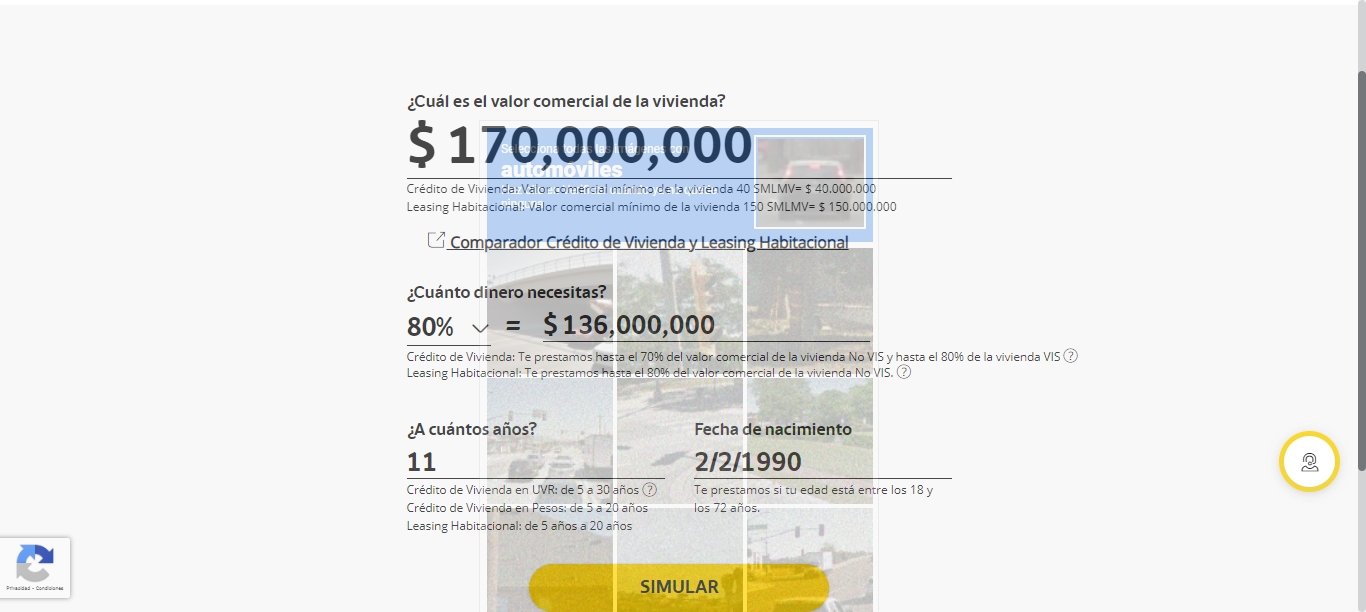 ¿Cuál es el valor comercial de la vivienda?
$ 170,000,000
Selecciona todas las imágenes con
automóviles
Crédito de Vivienda: Valor comercial mínimo de la vivienda 40 SMLMV= $ 40.000.000
Leasing Habitacional: Valor comercial mínimo de la vivienda 150 SMLMV= $ 150.000.000
Comparador Crédito de Vivienda y Leasing Habitacional
¿Cuánto dinero necesitas?
80% = $ 136,000,000
Crédito de Vivienda: Te prestamos hasta el 70% del valor comercial de la vivienda No VIS y hasta el 80% de la vivienda VIS ?
Leasing Habitacional: Te prestamos hasta el 80% del valor comercial de la vivienda No VIS. ?
¿A cuántos años?
11
Crédito de Vivienda en UVR: de 5 a 30 años ?
Crédito de Vivienda en Pesos: de 5 a 20 años
Leasing Habitacional: de 5 años a 20 años
Fecha de nacimiento
2/2/1990
Te prestamos si tu edad está entre los 18 y
los 72 años.
SIMULAR
Privacidad - Condiciones